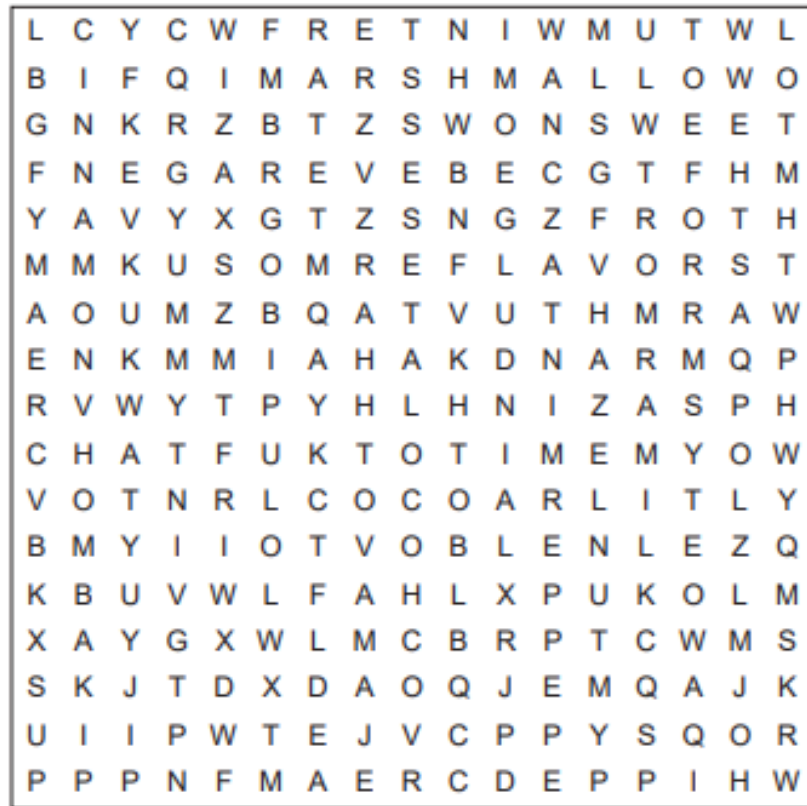 L C Y C W F R E T N I W M U T W L
B I F Q I M A R S H M A L L O W O
G N K R Z B T Z S W O N S W E E T
F N E G A R E V E B E C G T F H M
Y A V Y X G T Z S N G Z F R O T H
M M K U S O M R E F L A V O R S T
A O U M Z B Q A T V U T H M R A W
E N K M M I A H A K D N A R M Q P
R V W Y T P Y H L H N I Z A S P H
C H A T F U K T O T I M E M Y O W
V O T N R L C O C O A R L I T L Y
B M Y I I O T V O B L E N L E Z Q
K B U V W L F A H L X P U K O L M
X A Y G X W L M C B R P T C W M S
S K J T D X D A O Q J E M Q A J K
U I I P W T E J V C P P Y S Q O R
P P P N F M A E R C D E P P I H W